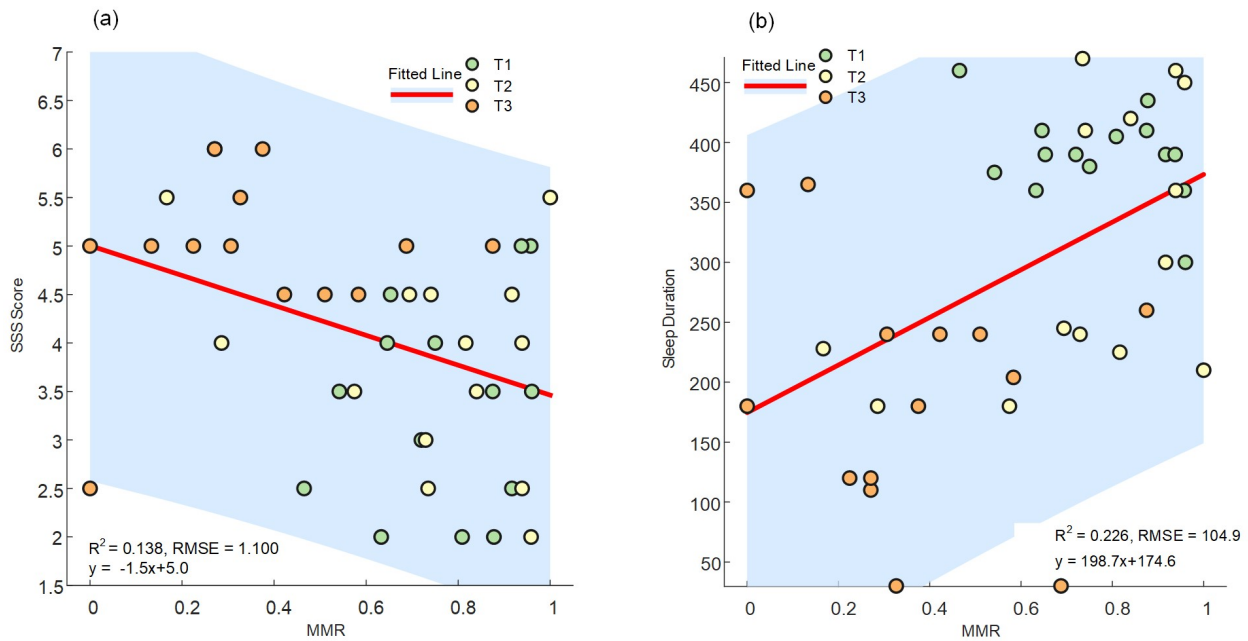 (a)
7
6.5
6
5.5
5
4.5
4
3.5
3
2.5
2
1.5
SSS Score
Fitted Line
T1
T2
T3
R² = 0.138, RMSE = 1.100
y = -1.5x+5.0
0 0.2 0.4 0.6 0.8 1
MMR
(b)
450
400
350
300
250
200
150
100
50
Sleep Duration
Fitted Line
T1
T2
T3
R² = 0.226, RMSE = 104.9
y = 198.7x+174.6
0 0.2 0.4 0.6 0.8 1
MMR